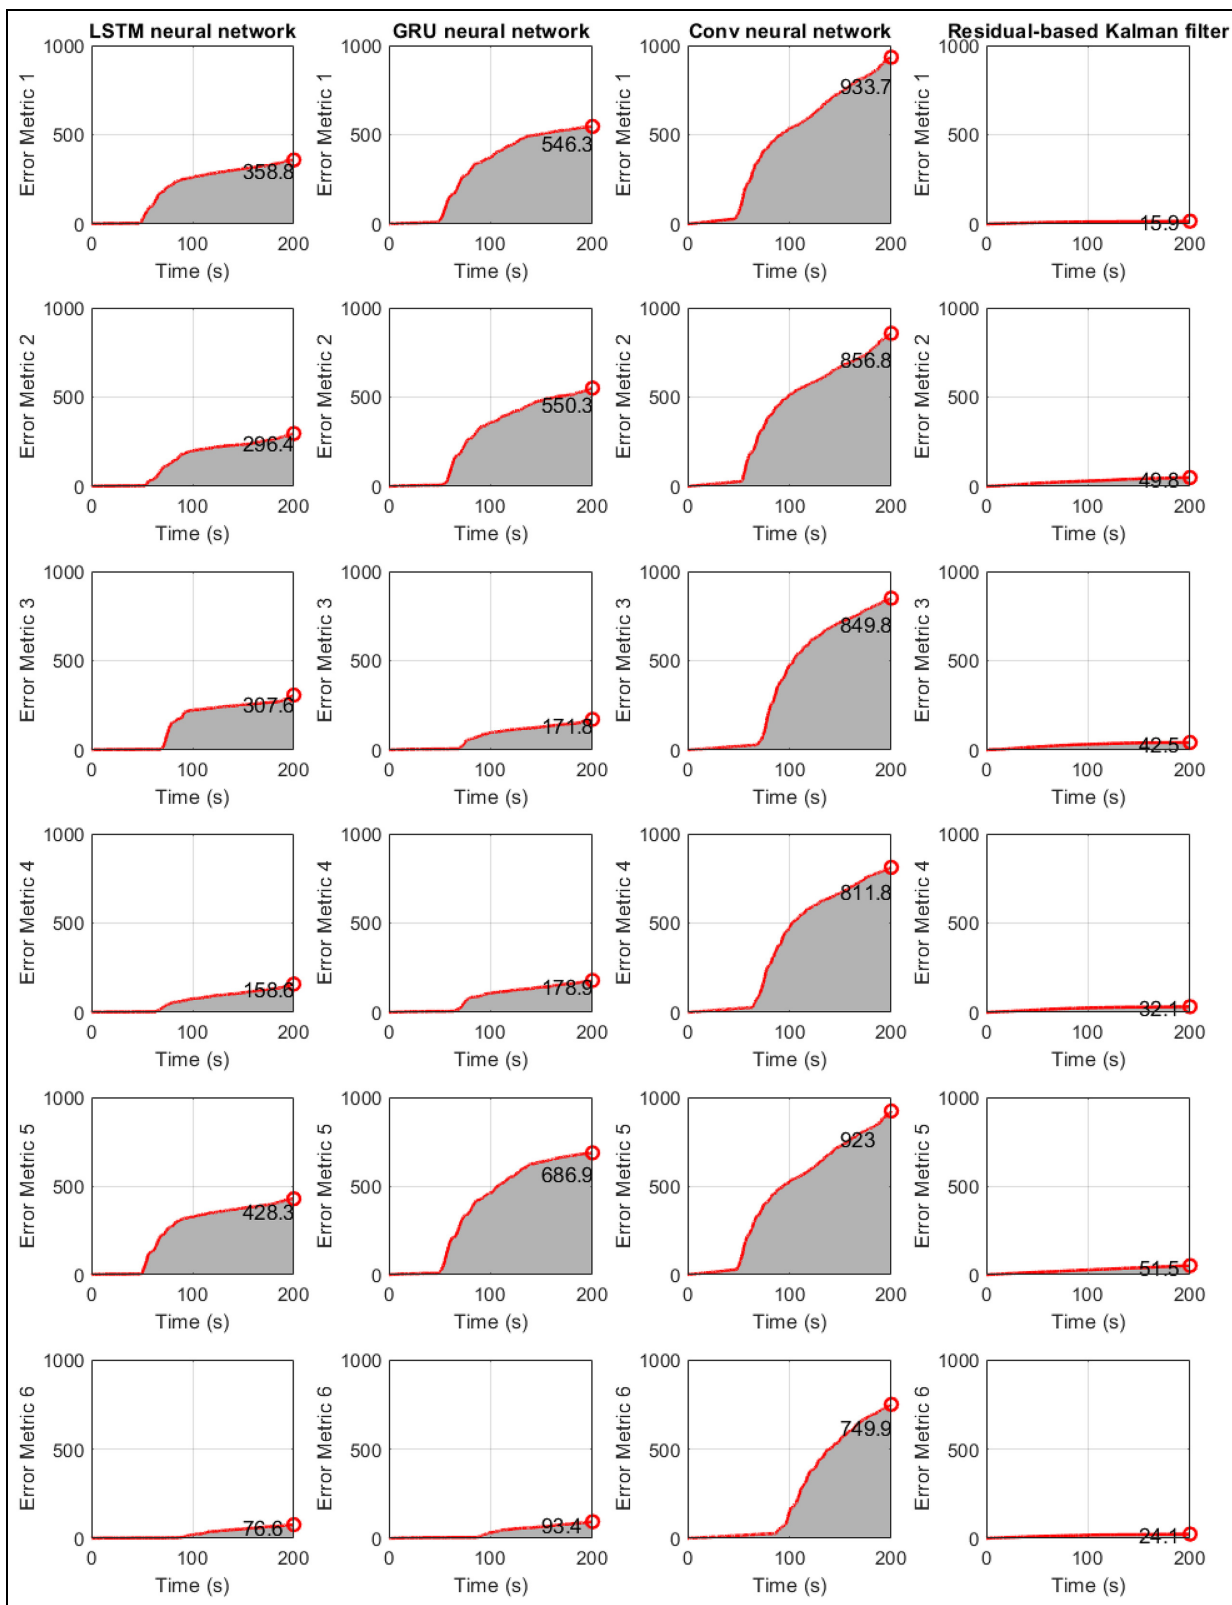 LSTM neural network GRU neural network Conv neural network Residual-based Kalman filter
1000 1000 1000 1000
Error Metric 1 Error Metric 1 Error Metric 1 Error Metric 1
500 500 500 500
358.8 546.3 933.7 15.9
0 0 0 0
0 100 200 0 100 200 0 100 200 0 100 200
Time (s) Time (s) Time (s) Time (s)
1000 1000 1000 1000
Error Metric 2 Error Metric 2 Error Metric 2 Error Metric 2
500 500 500 500
296.4 550.3 856.8 49.8
0 0 0 0
0 100 200 0 100 200 0 100 200 0 100 200
Time (s) Time (s) Time (s) Time (s)
1000 1000 1000 1000
Error Metric 3 Error Metric 3 Error Metric 3 Error Metric 3
500 500 500 500
307.6 171.8 849.8 42.5
0 0 0 0
0 100 200 0 100 200 0 100 200 0 100 200
Time (s) Time (s) Time (s) Time (s)
1000 1000 1000 1000
Error Metric 4 Error Metric 4 Error Metric 4 Error Metric 4
500 500 500 500
158.6 178.9 811.8 32.1
0 0 0 0
0 100 200 0 100 200 0 100 200 0 100 200
Time (s) Time (s) Time (s) Time (s)
1000 1000 1000 1000
Error Metric 5 Error Metric 5 Error Metric 5 Error Metric 5
500 500 500 500
428.3 686.9 923 51.5
0 0 0 0
0 100 200 0 100 200 0 100 200 0 100 200
Time (s) Time (s) Time (s) Time (s)
1000 1000 1000 1000
Error Metric 6 Error Metric 6 Error Metric 6 Error Metric 6
500 500 500 500
76.6 93.4 749.9 24.1
0 0 0 0
0 100 200 0 100 200 0 100 200 0 100 200
Time (s) Time (s) Time (s) Time (s)